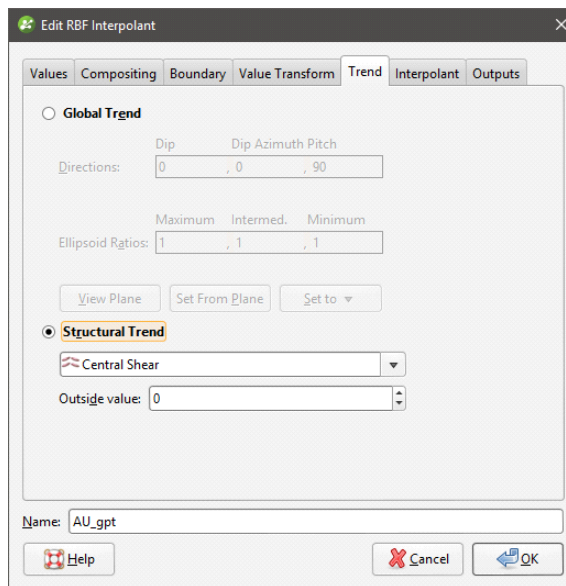 Edit RBF Interpolant
Values Compositing Boundary Value Transform Trend Interpolant Outputs
Global Trend
Dip Dip Azimuth Pitch
Directions: 0 , 0 , 90
Maximum Intermed. Minimum
Ellipsoid Ratios: 1 , 1 , 1
View Plane Set From Plane Set to
Structural Trend
Central Shear
Outside value: 0
Name: AU_gpt
Help Cancel OK